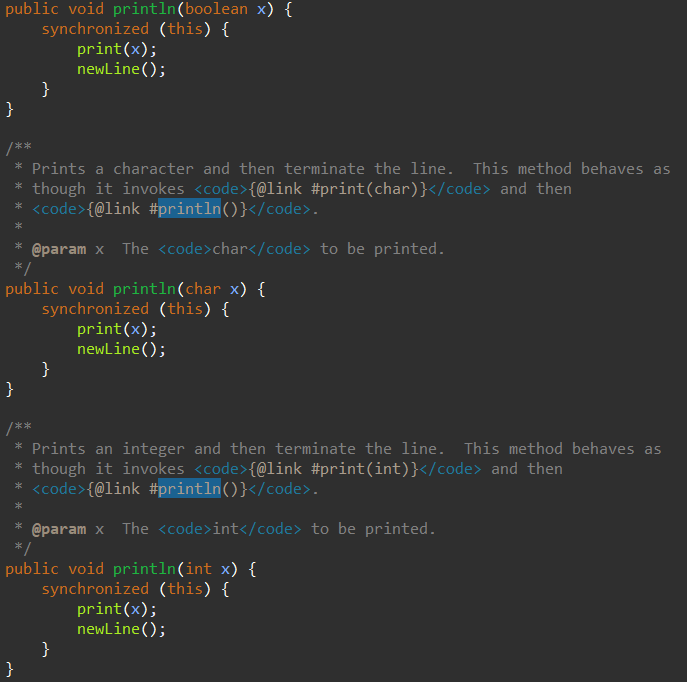 public void println(boolean x) {
    synchronized (this) {
        print(x);
        newLine();
    }
}

/**
 * Prints a character and then terminate the line.  This method behaves as
 * though it invokes <code>{@link #print(char)}</code> and then
 * <code>{@link #println()}</code>.
 *
 * @param x  The <code>char</code> to be printed.
 */
public void println(char x) {
    synchronized (this) {
        print(x);
        newLine();
    }
}

/**
 * Prints an integer and then terminate the line.  This method behaves as
 * though it invokes <code>{@link #print(int)}</code> and then
 * <code>{@link #println()}</code>.
 *
 * @param x  The <code>int</code> to be printed.
 */
public void println(int x) {
    synchronized (this) {
        print(x);
        newLine();
    }
}